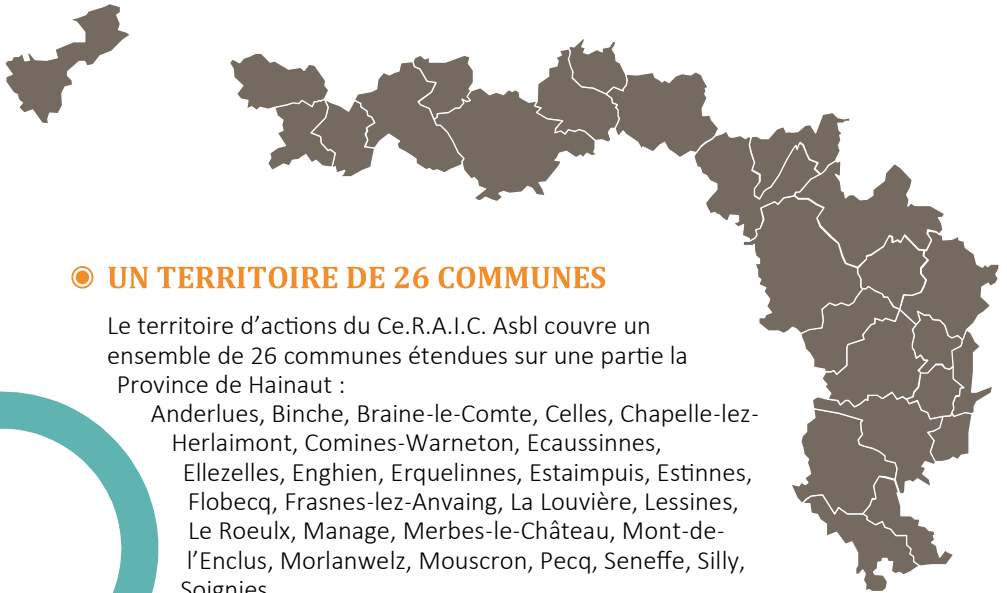 UN TERRITOIRE DE 26 COMMUNES
Le territoire d'actions du Ce.R.A.I.C. Asbl couvre un
ensemble de 26 communes étendues sur une partie la
Province de Hainaut :
Anderlues, Binche, Braine-le-Comte, Celles, Chapelle-lez-
Herlaimont, Comines-Warneton, Ecaussinnes,
Ellezelles, Enghien, Erquelinnes, Estaimpuis, Estinnes,
Flobecq, Frasnes-lez-Anvaing, La Louvière, Lessines,
Le Roeulx, Manage, Merbes-le-Château, Mont-de-
l'Enclus, Morlanwelz, Mouscron, Pecq, Seneffe, Silly,
Soignies